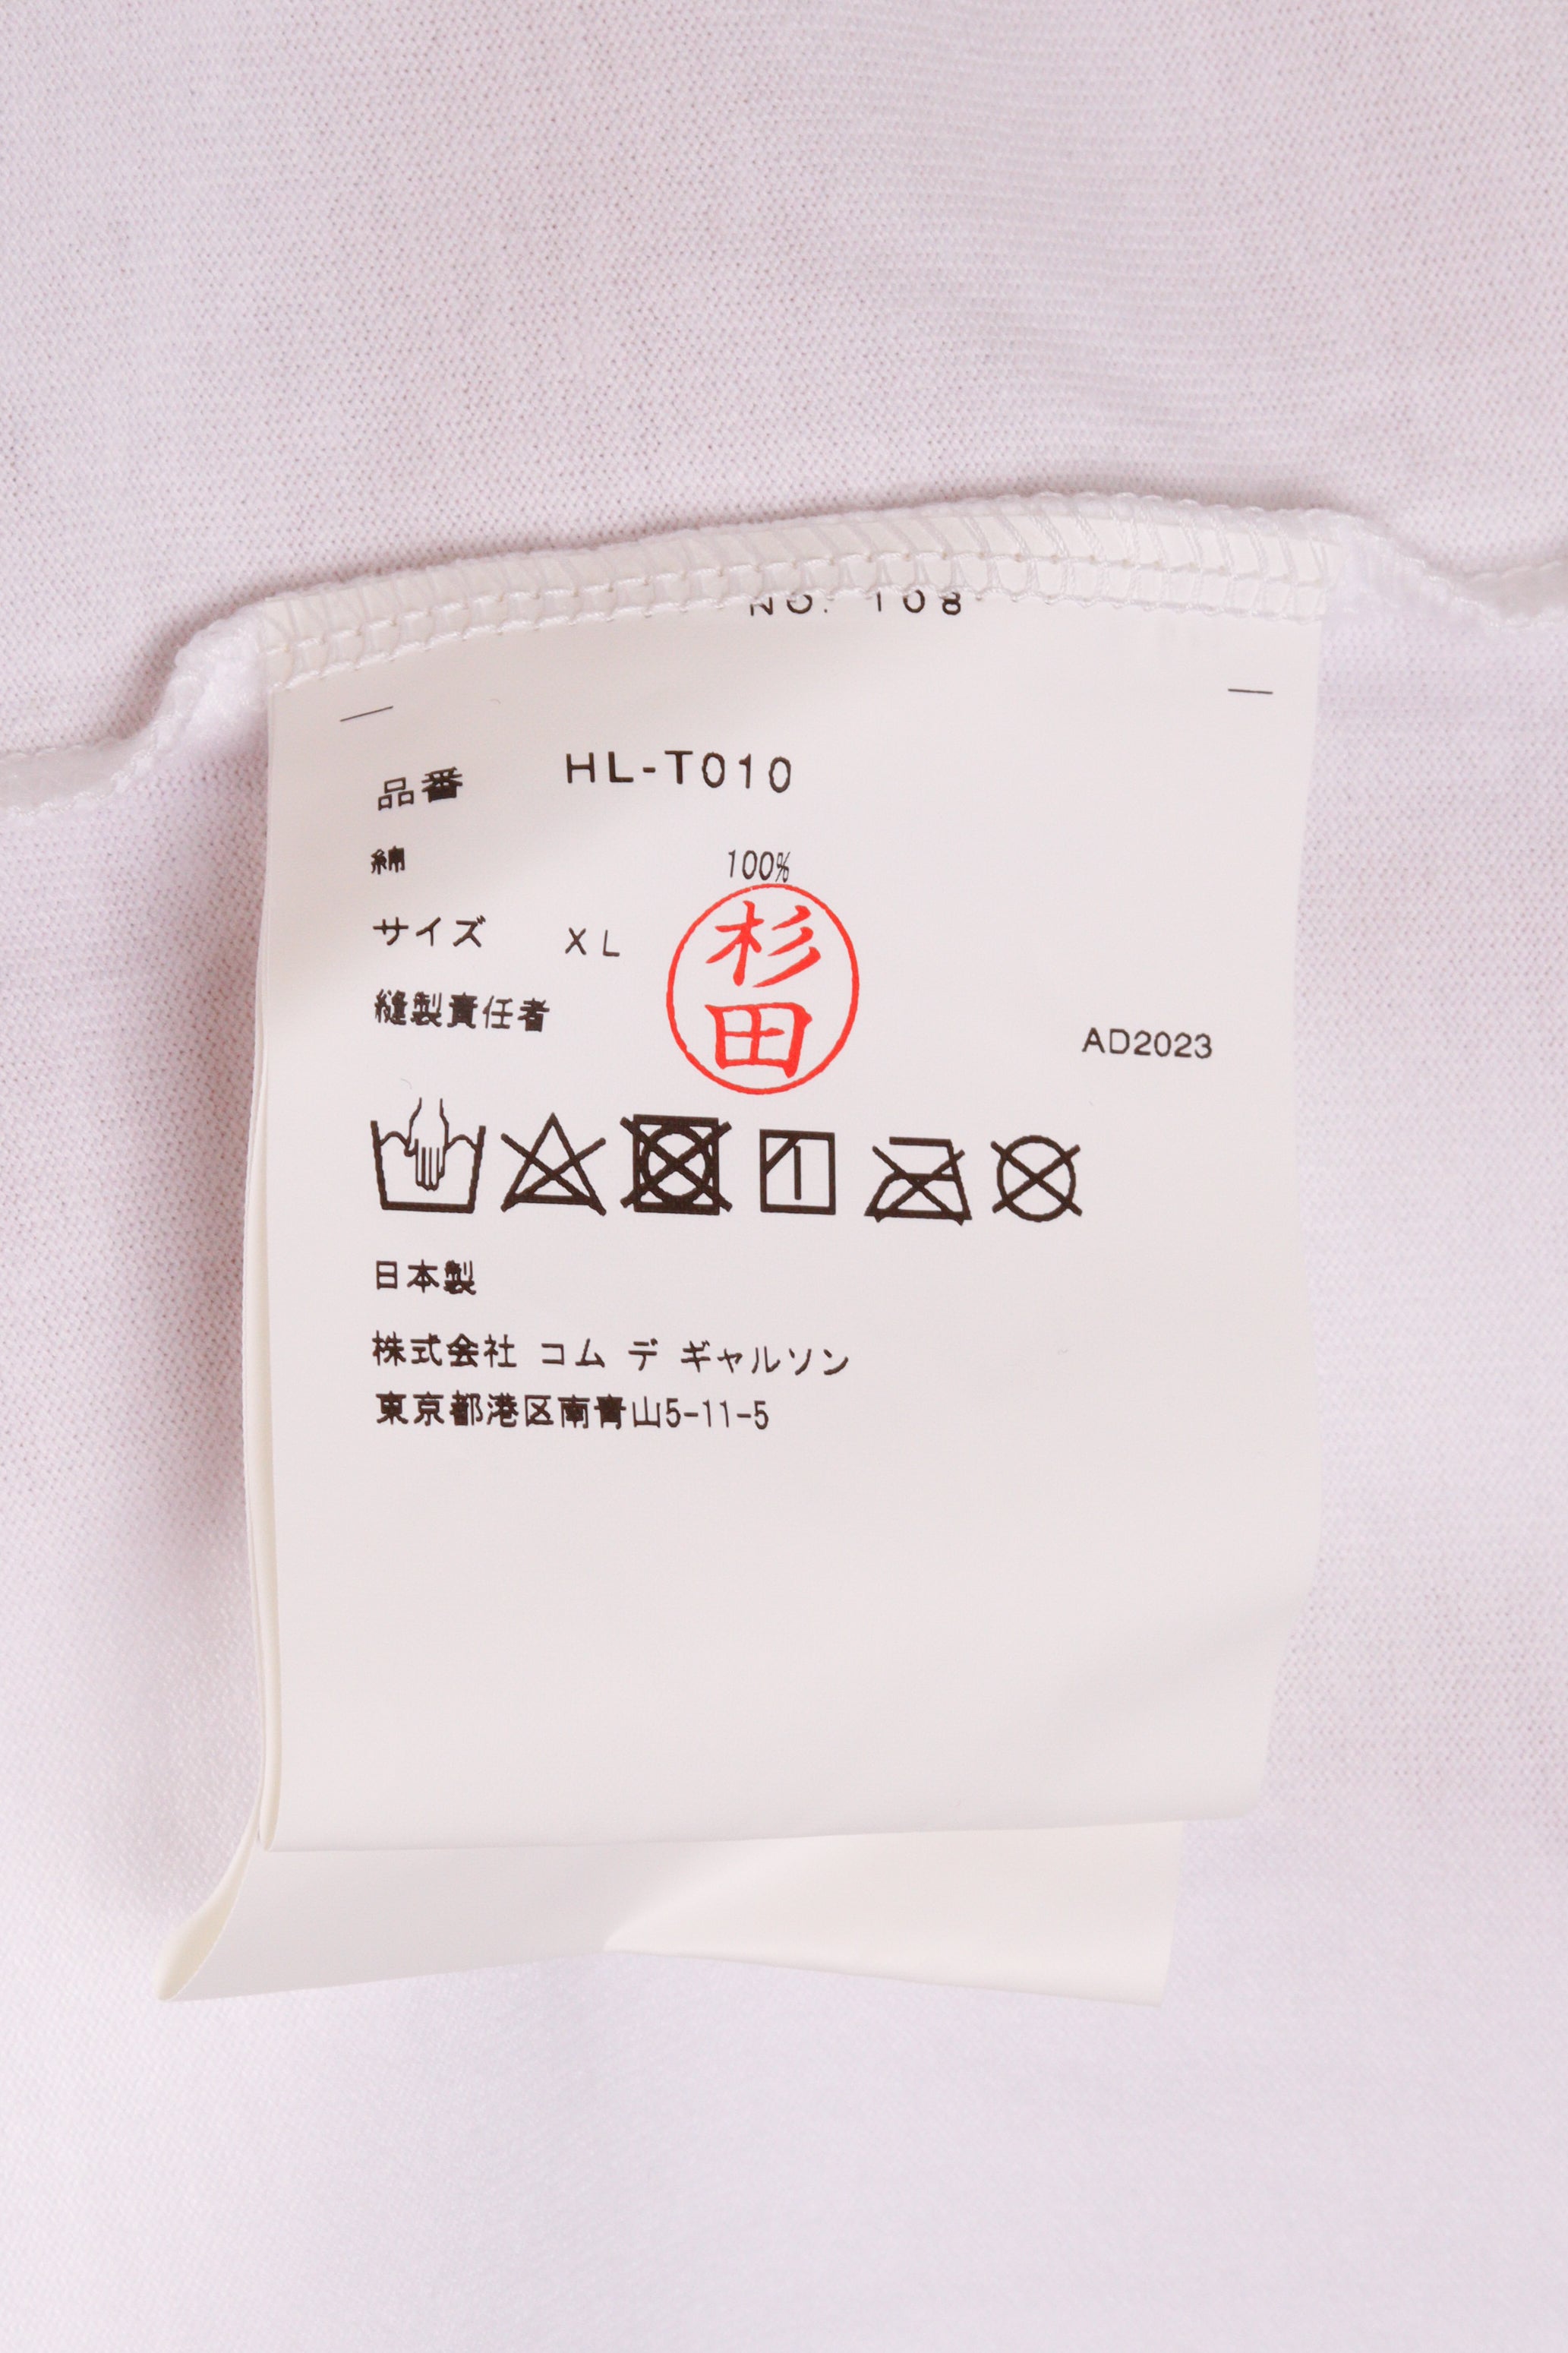 NO. 108
品番 HL-T010
綿 100%
サイズ XL
縫製責任者 杉田
AD2023
日本製
株式会社 コム デ ギャルソン
東京都港区南青山5-11-5